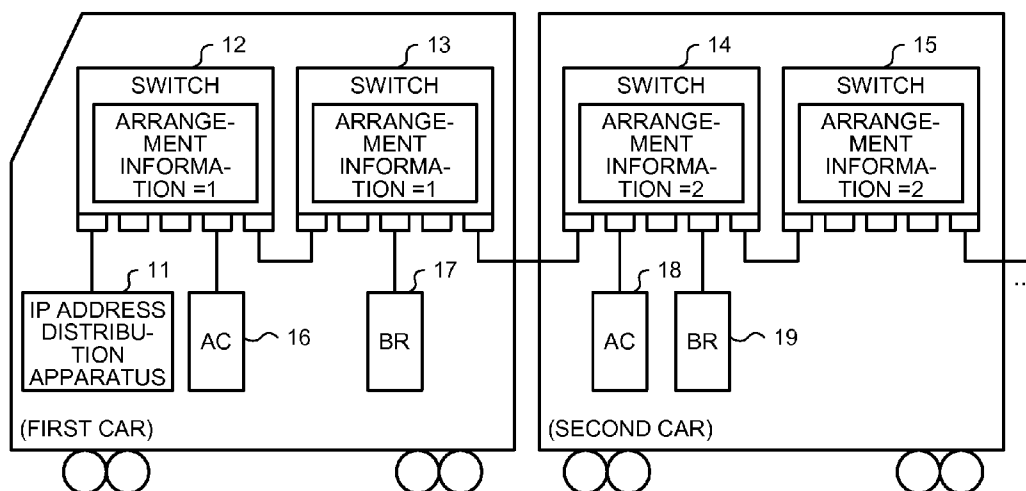 12
13
14
15
SWITCH
SWITCH
SWITCH
SWITCH
ARRANGE-
MENT
INFORMA-
TION =1
ARRANGE-
MENT
INFORMA-
TION =1
ARRANGE-
MENT
INFORMA-
TION =2
ARRANGE-
MENT
INFORMA-
TION =2
11
17
18
IP ADDRESS
DISTRIBU-
TION
APPARATUS
AC
16
BR
AC
BR
19
...
(FIRST CAR)
(SECOND CAR)